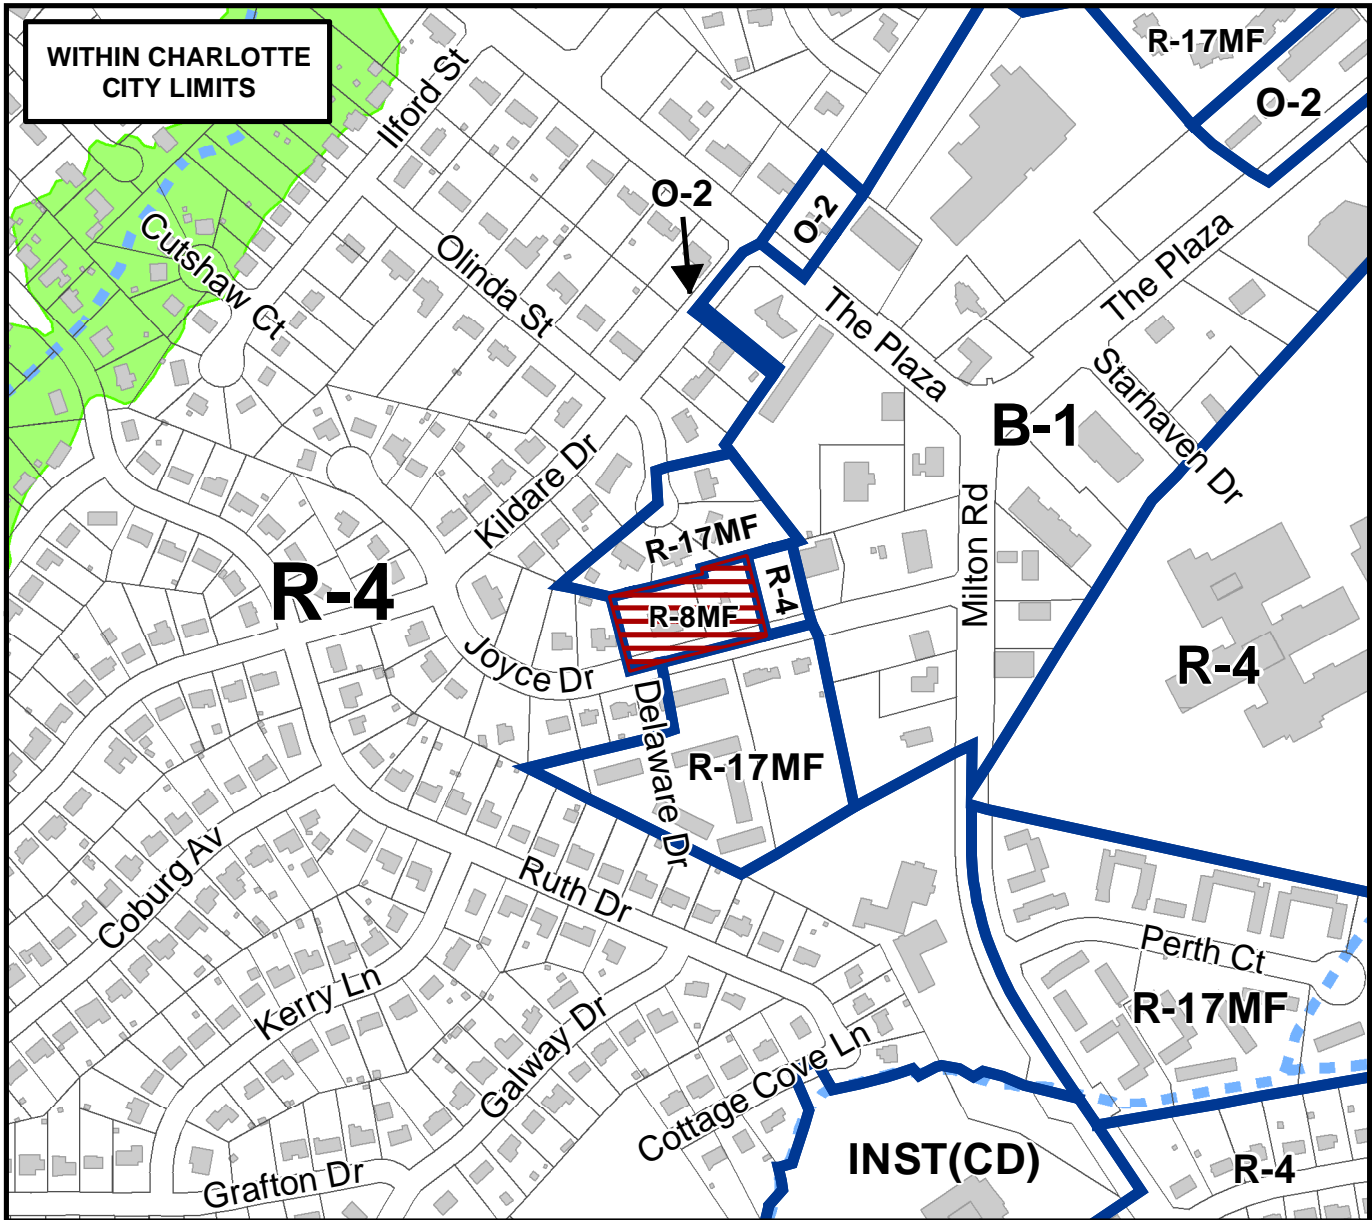 WITHIN CHARLOTTE
CITY LIMITS
R-17MF
O-2
Ilford St
O-2
O-2
Cutshaw Ct
Olinda St
The Plaza
The Plaza
Starhaven Dr
B-1
Kildare Dr
Milton Rd
R-17MF
R-4
R-4
R-8MF
Joyce Dr
R-4
Delaware Dr
R-17MF
Coburg Av
Ruth Dr
Perth Ct
Kerry Ln
R-17MF
Galway Dr
Cottage Cove Ln
INST(CD)
R-4
Grafton Dr